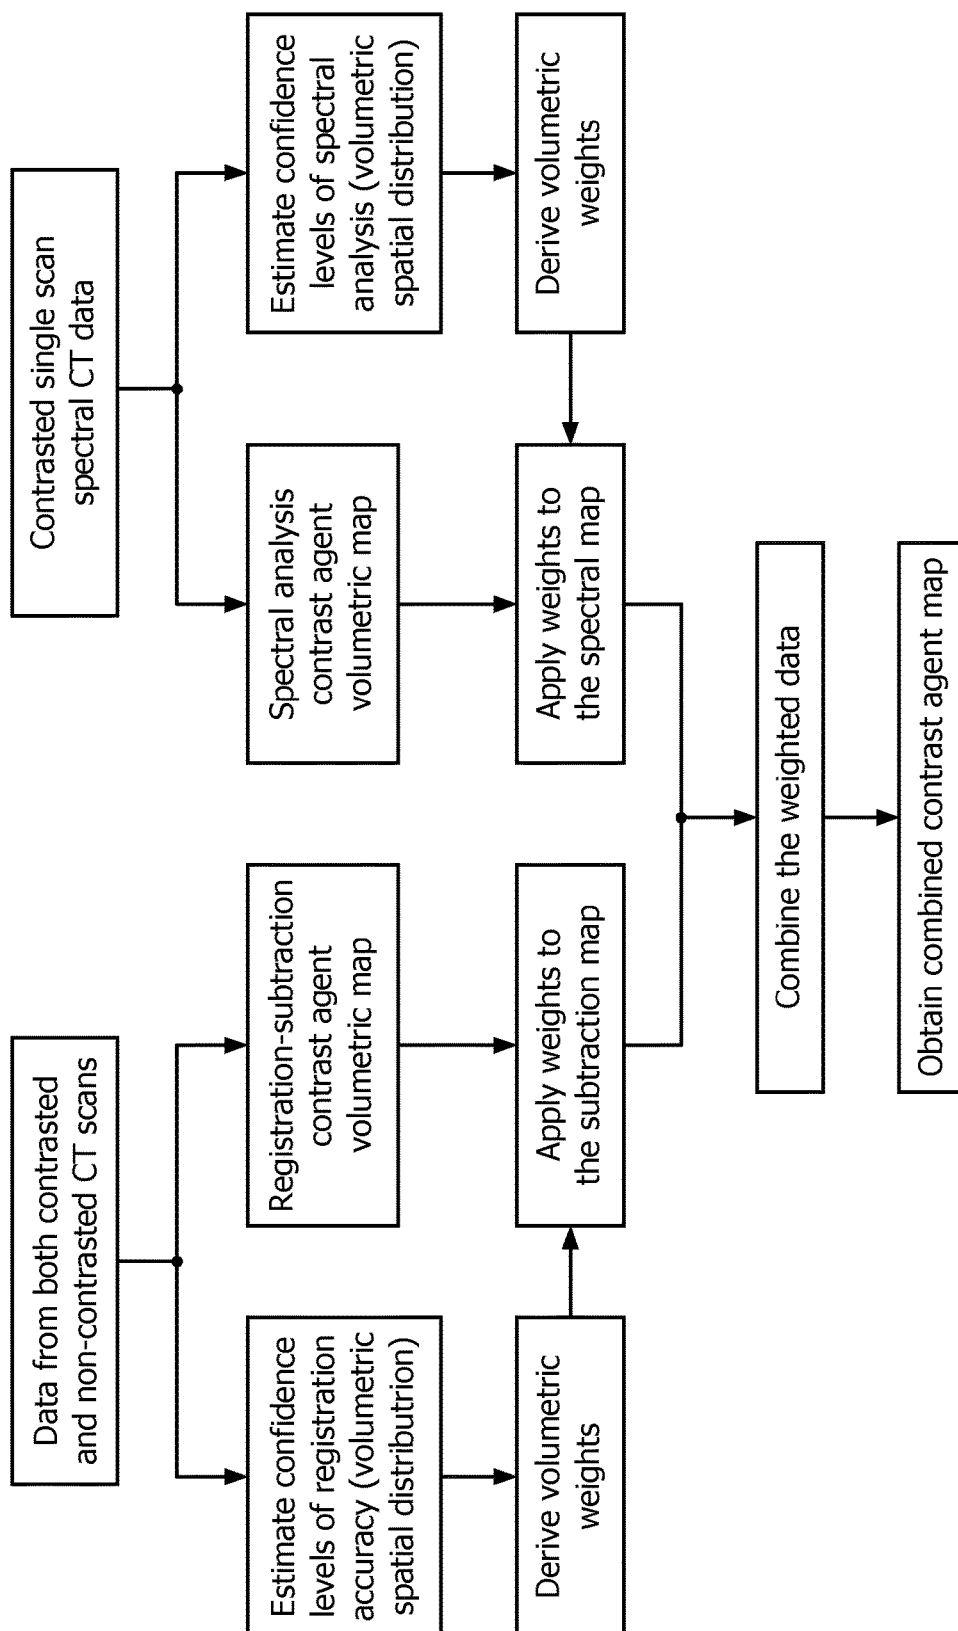 Data from both contrasted
and non-contrasted CT scans
Contrasted single scan
spectral CT data
Estimate confidence
levels of registration
accuracy (volumetric
spatial distributrion)
Registration-subtraction
contrast agent
volumetric map
Spectral analysis
contrast agent
volumetric map
Estimate confidence
levels of spectral
analysis (volumetric
spatial distribution)
Derive volumetric
weights
Apply weights to
the subtraction map
Apply weights to
the spectral map
Derive volumetric
weights
Combine the weighted data
Obtain combined contrast agent map